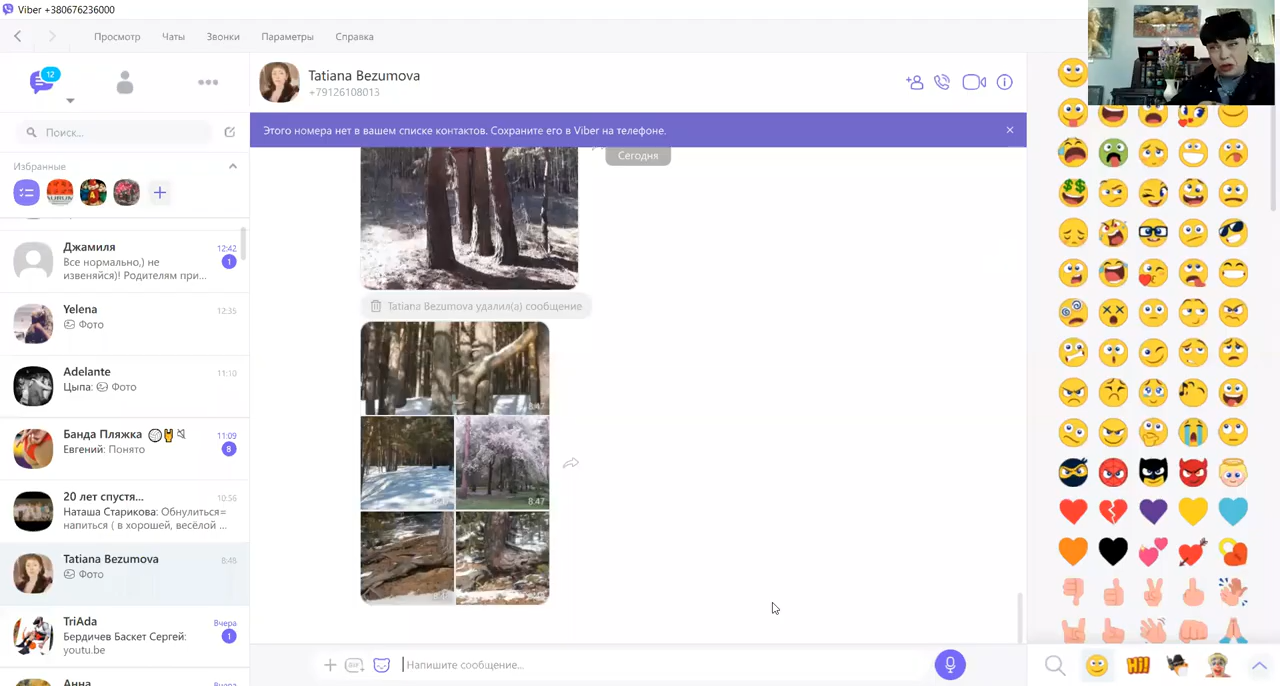 Viber +380676236000
Просмотр Чаты Звонки Параметры Справка
12
Tatiana Bezumova
+79126108013
Поиск...
Этого номера нет в вашем списке контактов. Сохраните его в Viber на телефоне.
Избранные
Сегодня
Джамиля 12:42
Все нормально,) не 1
извеняйся)! Родителям при...
Yelena 12:35
Фото
Adelante 11:10
Цыпа: Фото
Банда Пляжка 11:09
Евгений: Понято 8
20 лет спустя... 10:56
Наташа Старикова: Обнулиться=
напиться ( в хорошей, весёлой ...
Tatiana Bezumova 8:48
Фото
TriAda Вчера
Бердичев Баскет Сергей: 1
youtu.be
Анна Вчера
Tatiana Bezumova удалил(а) сообщение
8:47
8:47
Напишите сообщение...
HI!